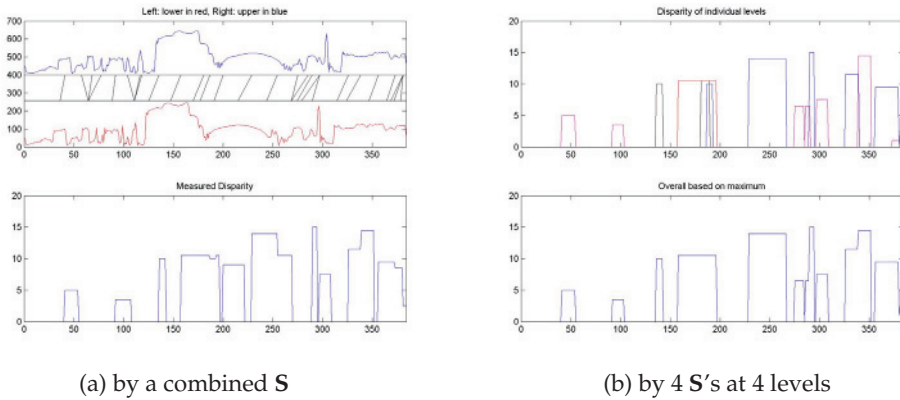 Left: lower in red, Right: upper in blue
700
600
500
400
300
200
100
0
0 50 100 150 200 250 300 350
Measured Disparity
20
15
10
5
0
0 50 100 150 200 250 300 350
(a) by a combined S
Disparity of individual levels
20
15
10
5
0
0 50 100 150 200 250 300 350
Overall based on maximum
20
15
10
5
0
0 50 100 150 200 250 300 350
(b) by 4 S's at 4 levels